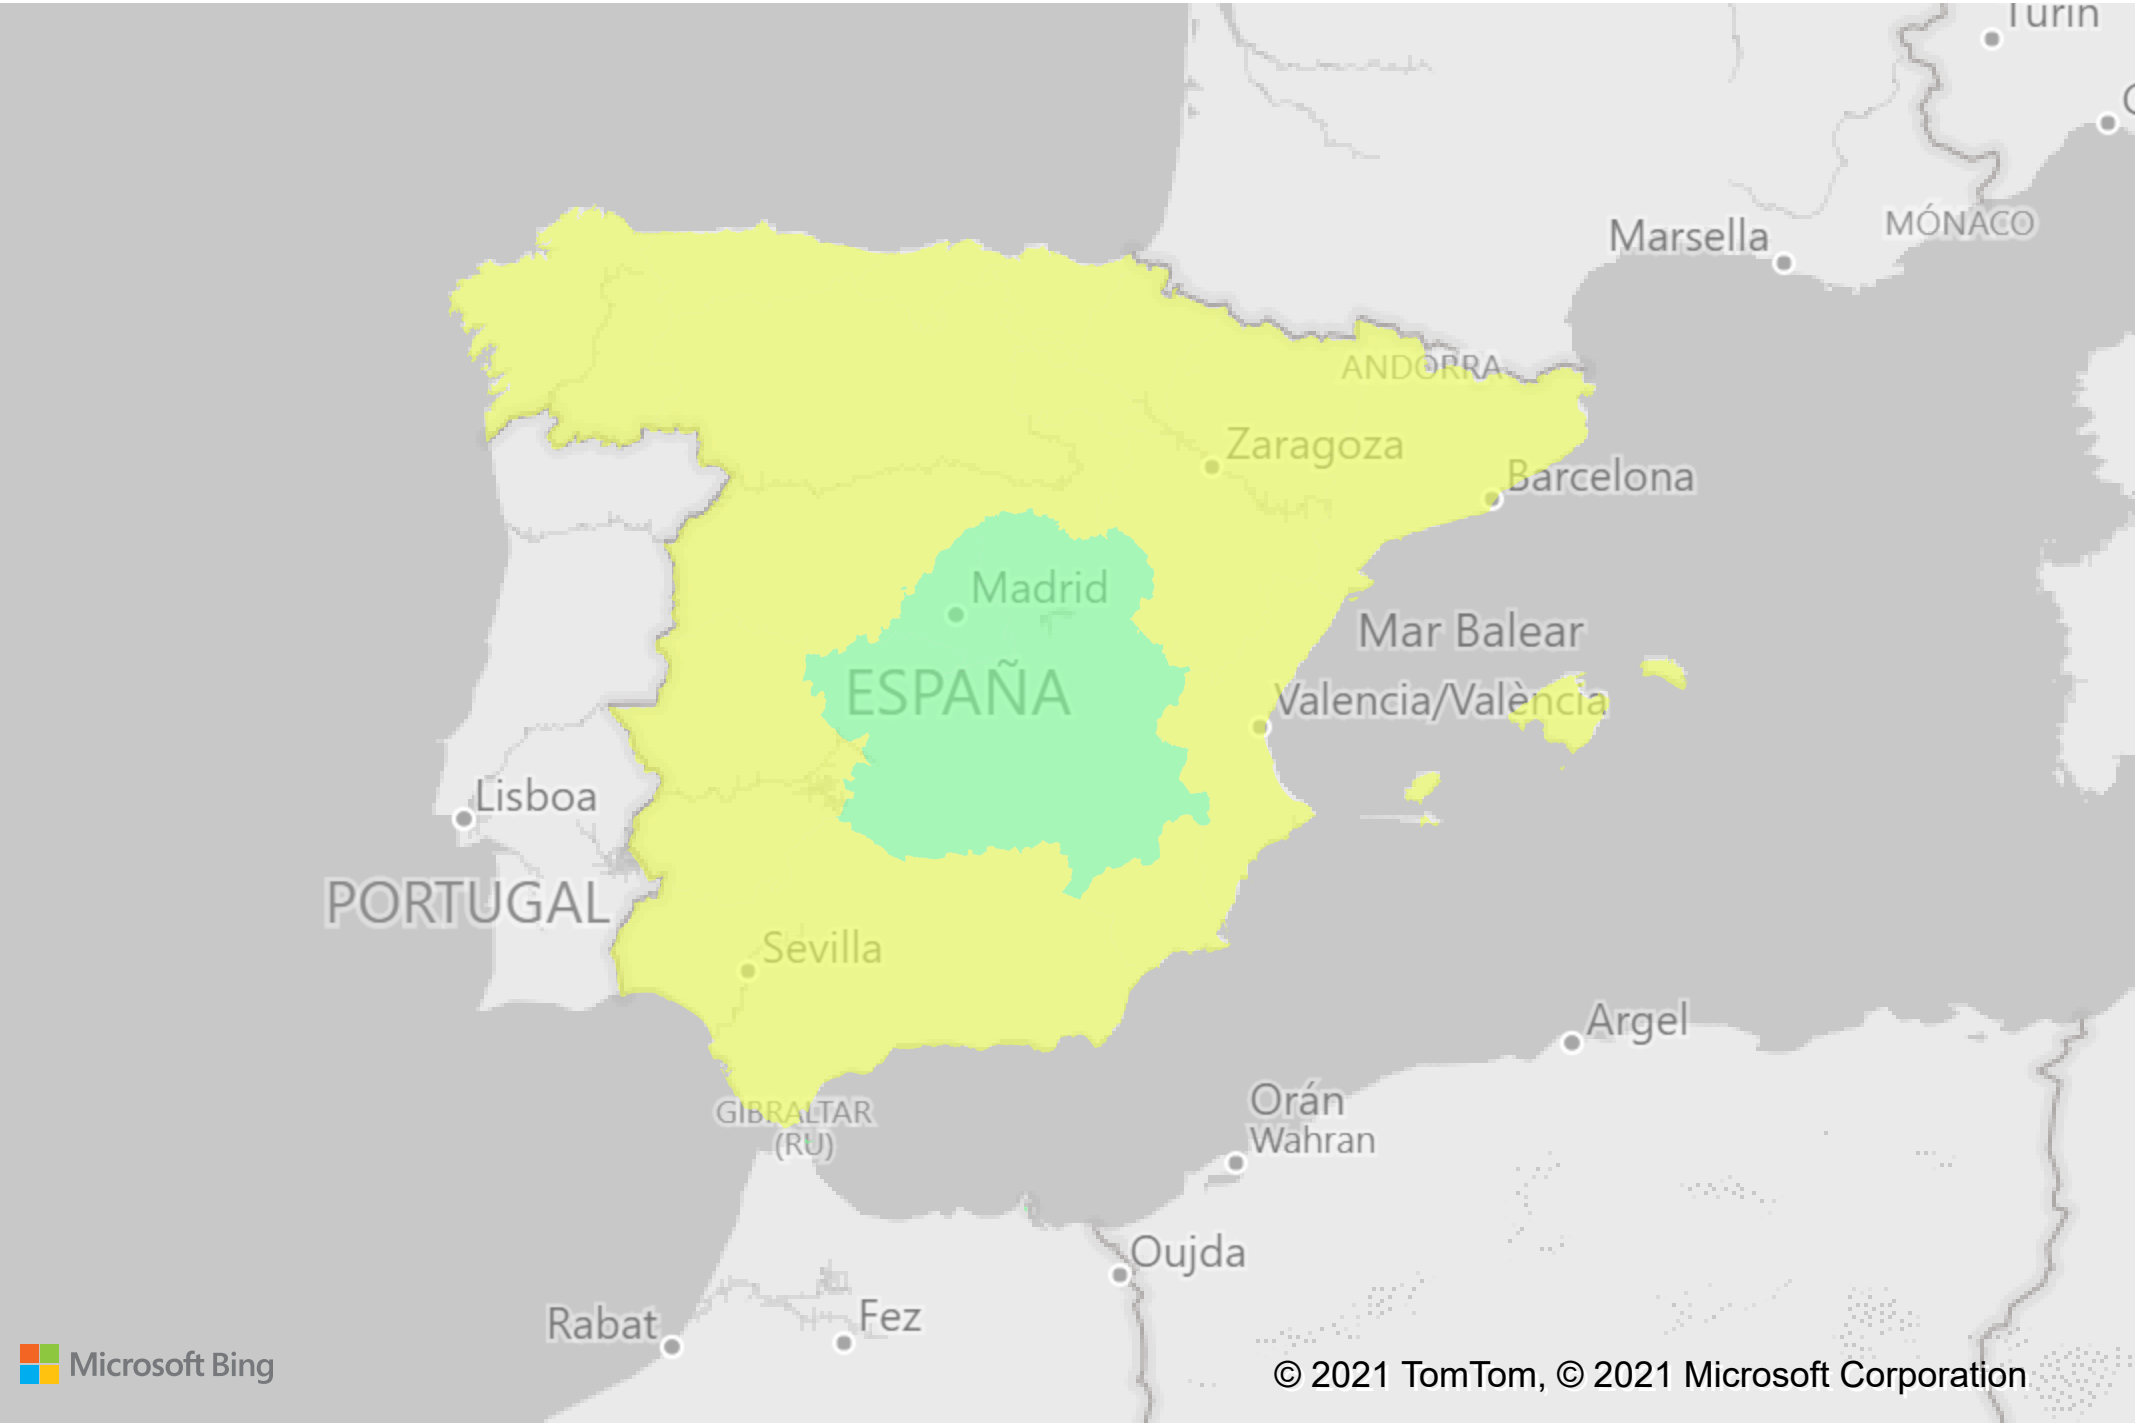 Turin
Marsella
MÓNACO
ANDORRA
Zaragoza
Barcelona
Madrid
Mar Balear
ESPAÑA
Valencia/València
Lisboa
PORTUGAL
Sevilla
Argel
GIBRALTAR
(RU)
Orán
Wahran
Oujda
Rabat
Fez
Microsoft Bing
© 2021 TomTom, © 2021 Microsoft Corporation